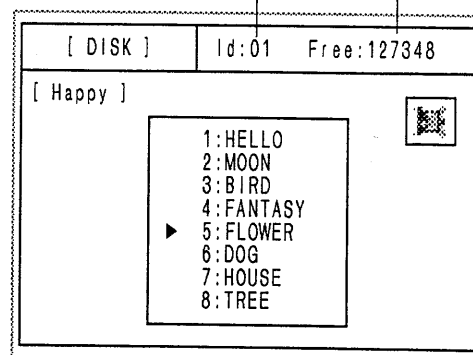 [ DISK ] Id:01 Free:127348
[ Happy ]
1:HELLO
2:MOON
3:BIRD
4:FANTASY
5:FLOWER
6:DOG
7:HOUSE
8:TREE